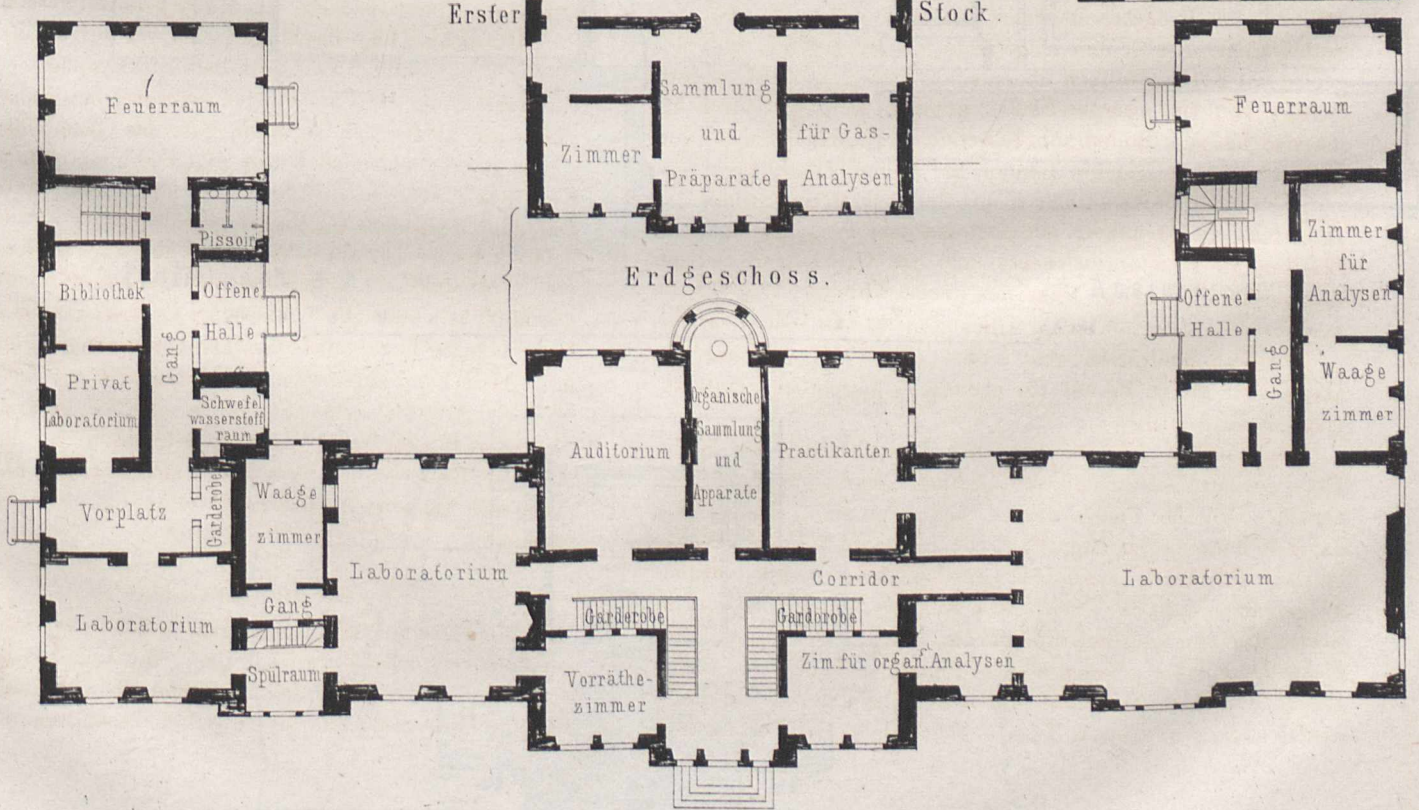 Erster Stock.
Sammlung
und
Präparate
Zimmer
für Gas-
Analysen
Erdgeschoss.
Feuerraum
Pissoir
Bibliothek
Offene
Halle
Gang
Privat
Laboratorium
Schwefel
wasserstoff
raum
Vorplatz
Garderobe
Waage
zimmer
Laboratorium
Gang
Spülraum
Laboratorium
Auditorium
Organische
Sammlung
und
Apparate
Practikanten
Corridor
Garderobe
Garderobe
Vorräthe-
zimmer
Zim. für organ. Analysen
Laboratorium
Feuerraum
Zimmer
für
Analysen
Offene
Halle
Gang
Waage
zimmer